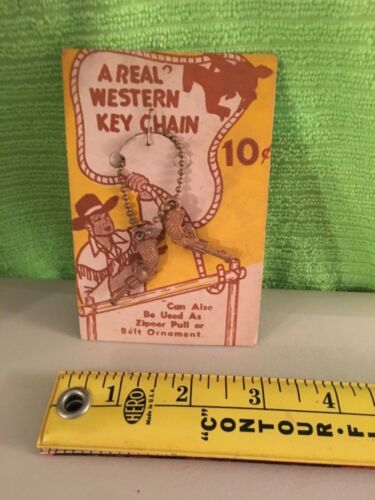 A REAL
WESTERN
KEY CHAIN
10¢
Can Also
Be Used As
Zipper Pull or
Belt Ornament.
1 2 3 4
HERO
Made in U.S.A.
"C" CONTOUR-F